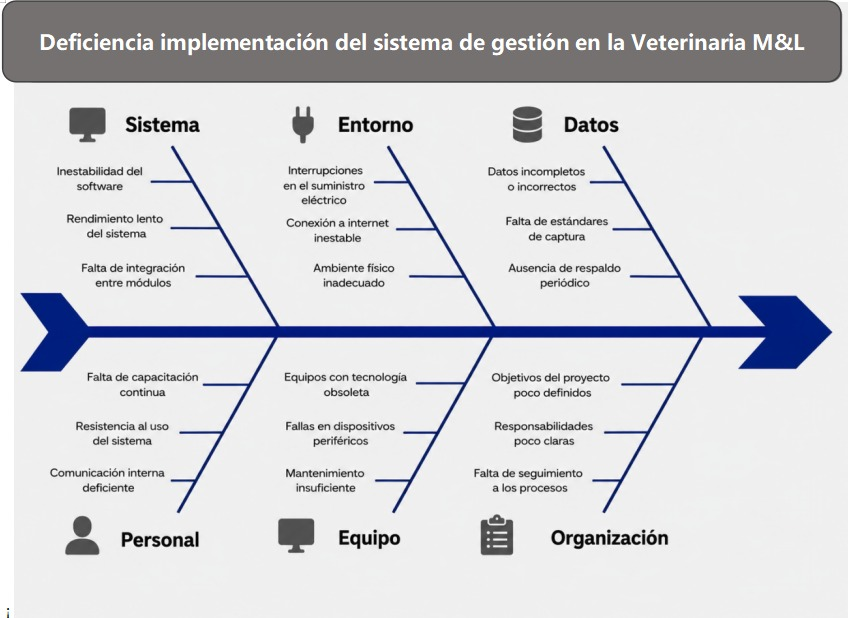 Deficiencia implementación del sistema de gestión en la Veterinaria M&L
Sistema
Inestabilidad del
software
Rendimiento lento
del sistema
Falta de integración
entre módulos
Entorno
Interrupciones
en el suministro
eléctrico
Conexión a internet
inestable
Ambiente físico
inadecuado
Datos
Datos incompletos
o incorrectos
Falta de estándares
de captura
Ausencia de respaldo
periódico
Falta de capacitación
continua
Resistencia al uso
del sistema
Comunicación interna
deficiente
Personal
Equipos con tecnología
obsoleta
Fallas en dispositivos
periféricos
Mantenimiento
insuficiente
Equipo
Objetivos del proyecto
poco definidos
Responsabilidades
poco claras
Falta de seguimiento
a los procesos
Organización
¡